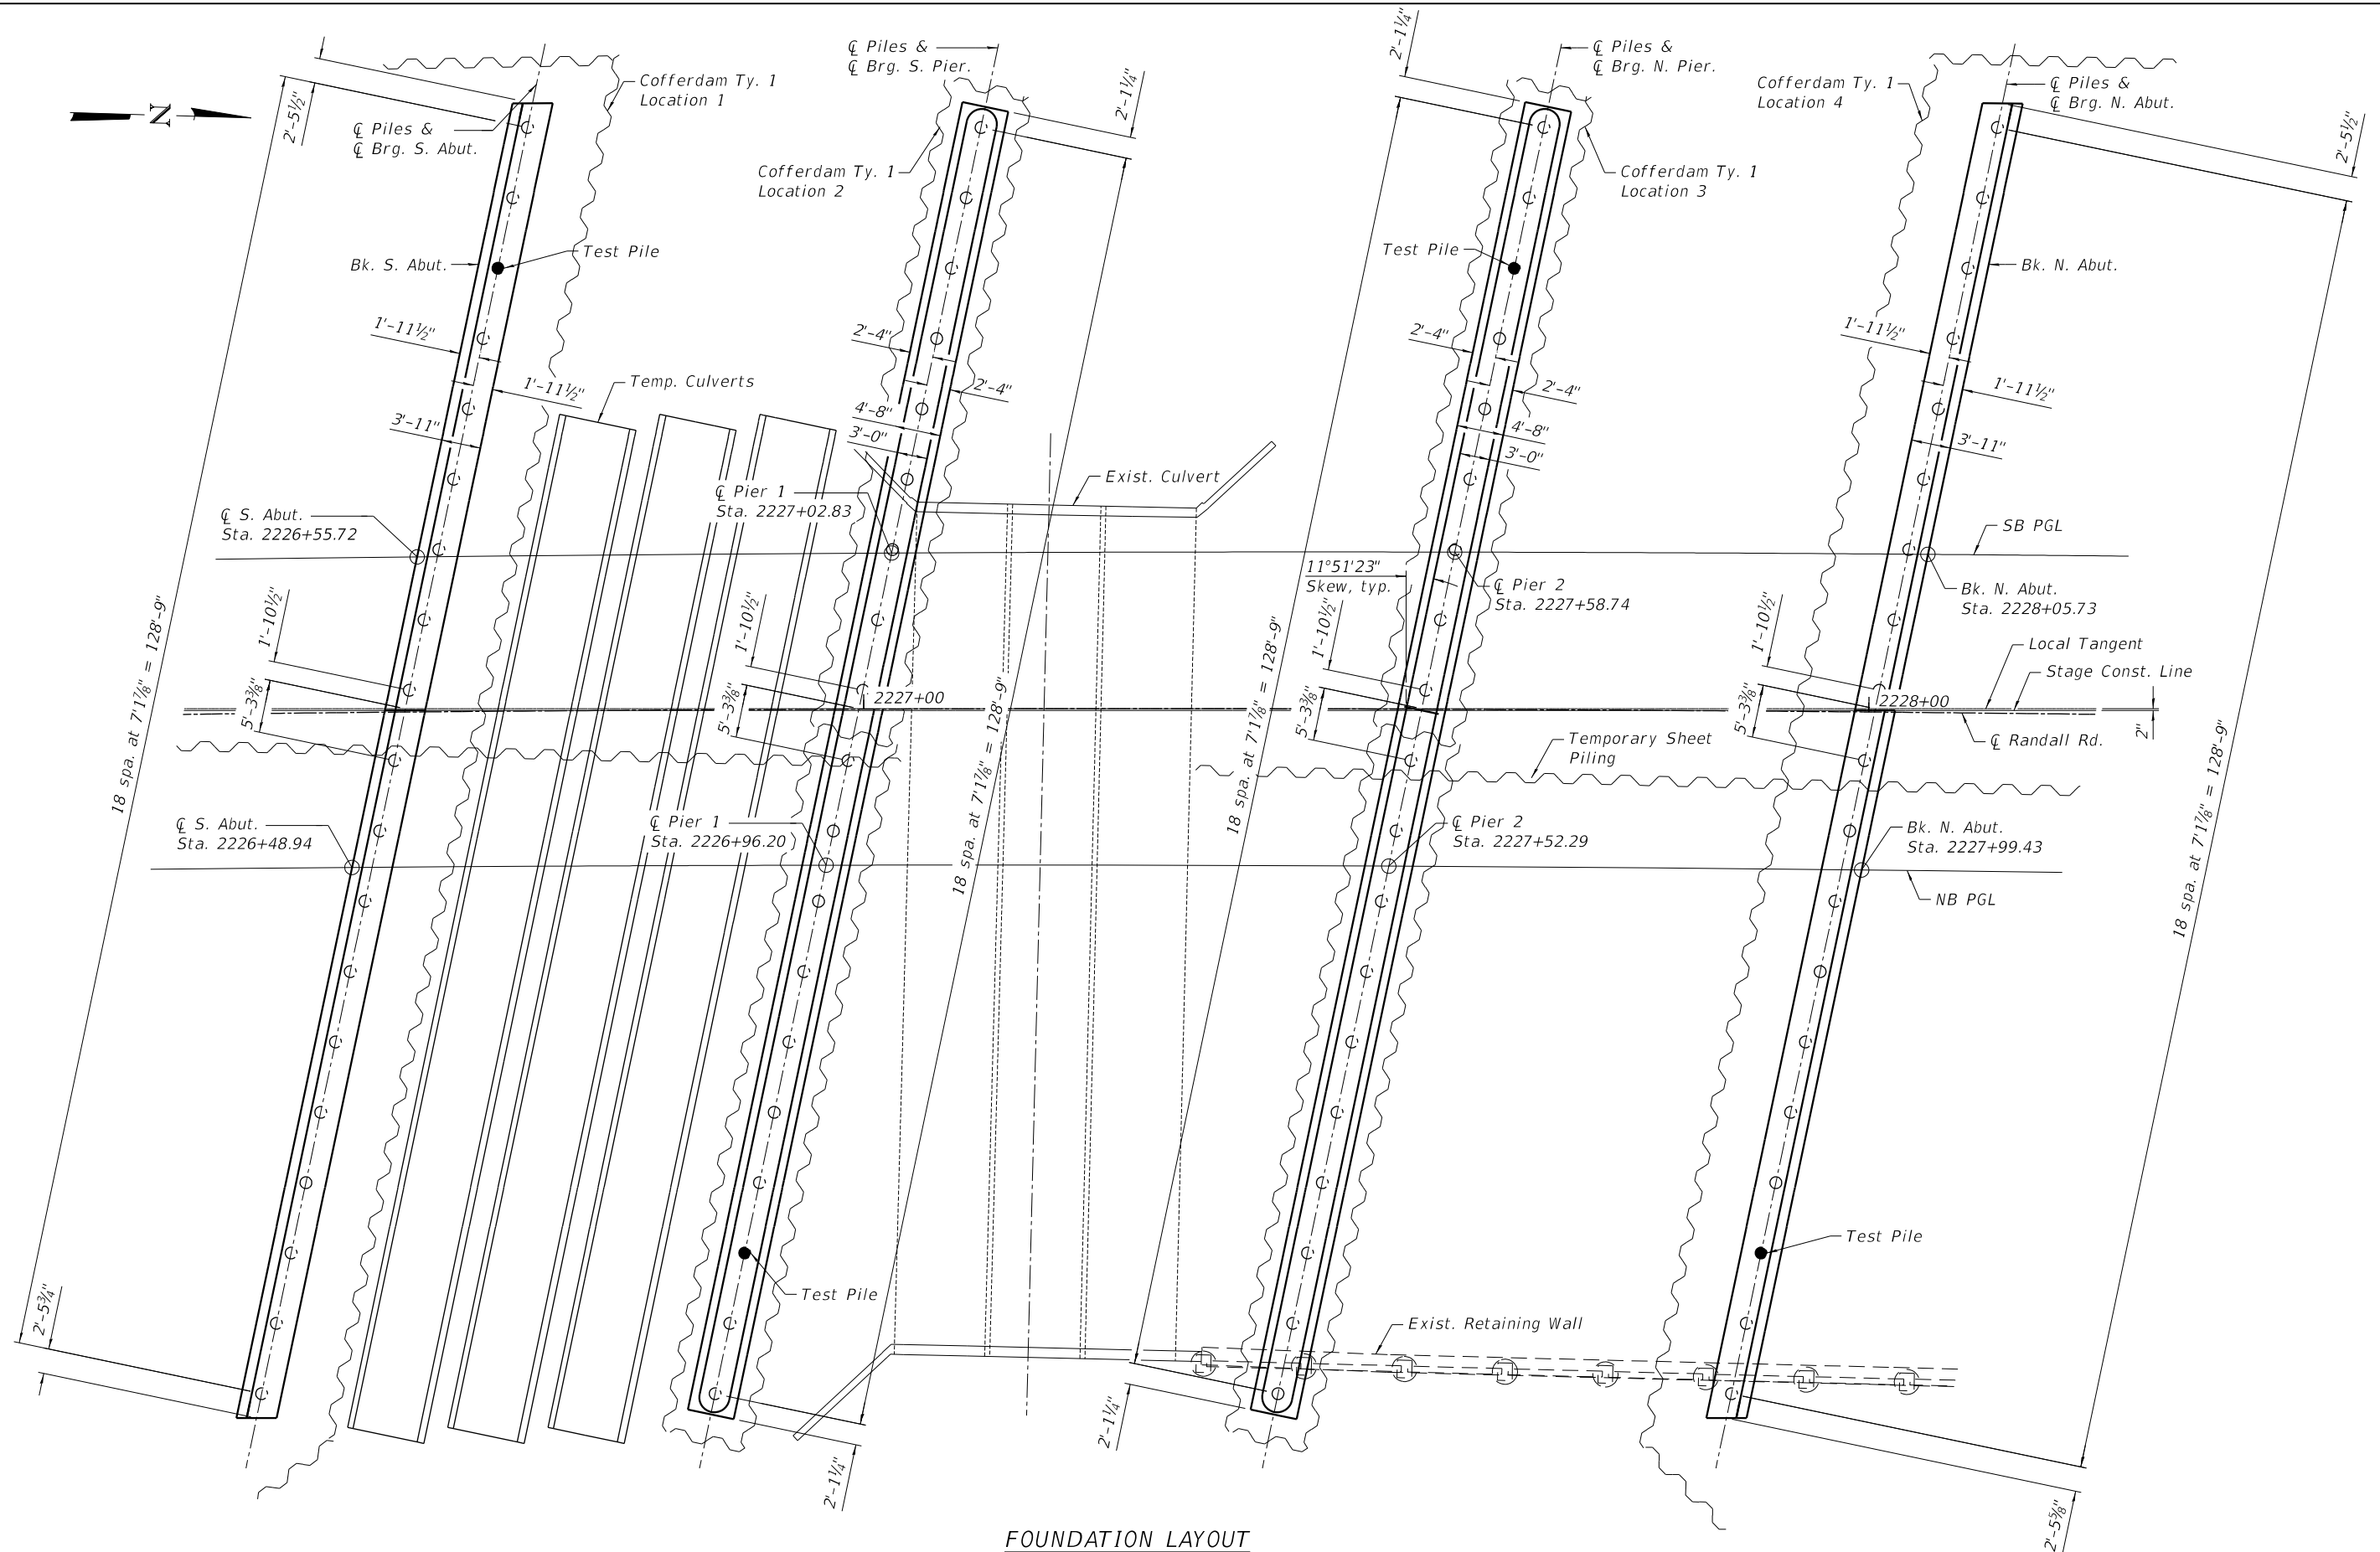 2'-1¼"
℄ Piles &
℄ Brg. S. Pier.
℄ Piles &
℄ Brg. N. Pier.
Cofferdam Ty. 1
Location 1
Cofferdam Ty. 1
Location 4
℄ Piles &
℄ Brg. N. Abut.
N
2'-5½"
℄ Piles &
℄ Brg. S. Abut.
2'-1¼"
2'-5½"
Cofferdam Ty. 1
Location 2
Cofferdam Ty. 1
Location 3
Bk. S. Abut.
Test Pile
Test Pile
Bk. N. Abut.
1'-11½"
2'-4"
2'-4"
1'-11½"
1'-11½"
Temp. Culverts
2'-4"
2'-4"
1'-11½"
3'-11"
4'-8"
3'-0"
4'-8"
3'-0"
3'-11"
Exist. Culvert
℄ S. Abut.
Sta. 2226+55.72
℄ Pier 1
Sta. 2227+02.83
SB PGL
11°51'23"
Skew, typ.
℄ Pier 2
Sta. 2227+58.74
Bk. N. Abut.
Sta. 2228+05.73
1'-10½"
1'-10½"
1'-10½"
1'-10½"
Local Tangent
Stage Const. Line
5'-3⅜"
5'-3⅜"
2227+00
5'-3⅜"
5'-3⅜"
2228+00
2"
℄ Randall Rd.
18 spa. at 7'1⅞" = 128'-9"
18 spa. at 7'1⅞" = 128'-9"
18 spa. at 7'1⅞" = 128'-9"
18 spa. at 7'1⅞" = 128'-9"
Temporary Sheet
Piling
℄ S. Abut.
Sta. 2226+48.94
℄ Pier 1
Sta. 2226+96.20
℄ Pier 2
Sta. 2227+52.29
Bk. N. Abut.
Sta. 2227+99.43
NB PGL
Test Pile
Test Pile
2'-5¾"
Exist. Retaining Wall
2'-1¼"
2'-1¼"
2'-5⅝"
FOUNDATION LAYOUT